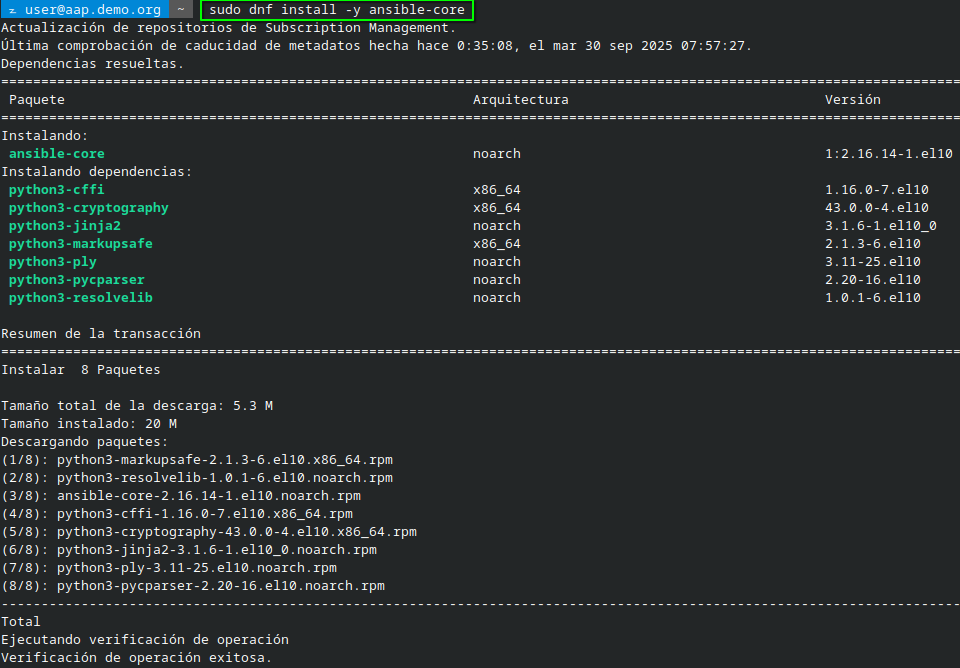 user@aap.demo.org ~ sudo dnf install -y ansible-core
Actualización de repositorios de Subscription Management.
Última comprobación de caducidad de metadatos hecha hace 0:35:08, el mar 30 sep 2025 07:57:27.
Dependencias resueltas.
================================================================================
Paquete Arquitectura Versión
================================================================================
Instalando:
ansible-core noarch 1:2.16.14-1.el10
Instalando dependencias:
python3-cffi x86_64 1.16.0-7.el10
python3-cryptography x86_64 43.0.0-4.el10
python3-jinja2 noarch 3.1.6-1.el10_0
python3-markupsafe x86_64 2.1.3-6.el10
python3-ply noarch 3.11-25.el10
python3-pycparser noarch 2.20-16.el10
python3-resolvelib noarch 1.0.1-6.el10
Resumen de la transacción
================================================================================
Instalar 8 Paquetes
Tamaño total de la descarga: 5.3 M
Tamaño instalado: 20 M
Descargando paquetes:
(1/8): python3-markupsafe-2.1.3-6.el10.x86_64.rpm
(2/8): python3-resolvelib-1.0.1-6.el10.noarch.rpm
(3/8): ansible-core-2.16.14-1.el10.noarch.rpm
(4/8): python3-cffi-1.16.0-7.el10.x86_64.rpm
(5/8): python3-cryptography-43.0.0-4.el10.x86_64.rpm
(6/8): python3-jinja2-3.1.6-1.el10_0.noarch.rpm
(7/8): python3-ply-3.11-25.el10.noarch.rpm
(8/8): python3-pycparser-2.20-16.el10.noarch.rpm
--------------------------------------------------------------------------------
Total
Ejecutando verificación de operación
Verificación de operación exitosa.